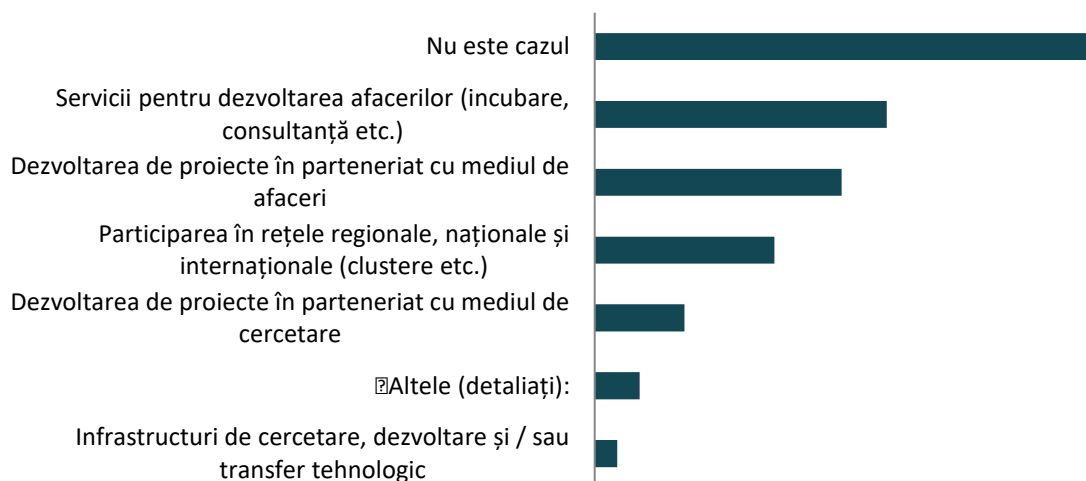 Nu este cazul
Servicii pentru dezvoltarea afacerilor (incubare,
consultanță etc.)
Dezvoltarea de proiecte în parteneriat cu mediul de
afaceri
Participarea în rețele regionale, naționale și
internaționale (clustere etc.)
Dezvoltarea de proiecte în parteneriat cu mediul de
cercetare
⍰Altele (detaliați):
Infrastructuri de cercetare, dezvoltare și / sau
transfer tehnologic